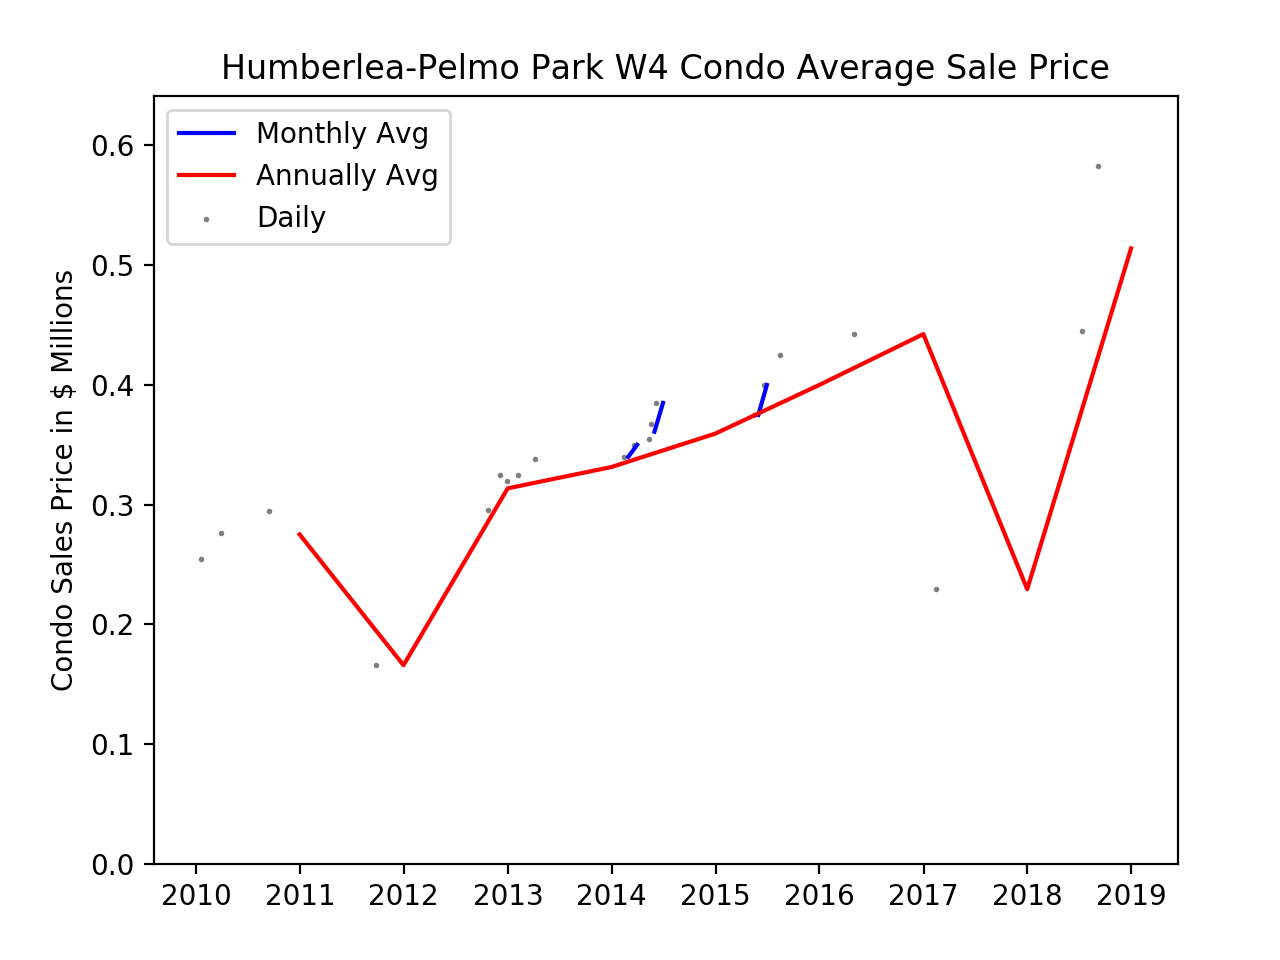 Humberlea-Pelmo Park W4 Condo Average Sale Price
Monthly Avg
Annually Avg
Daily
Condo Sales Price in $ Millions
0.6
0.5
0.4
0.3
0.2
0.1
0.0
2010 2011 2012 2013 2014 2015 2016 2017 2018 2019